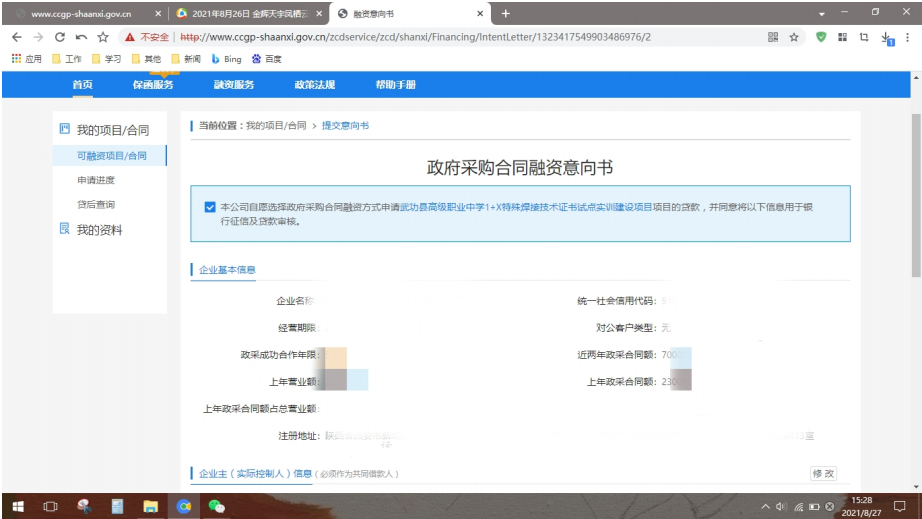 www.ccgp-shaanxi.gov.cn
2021年8月26日 金辉天宇凤栖云
融资意向书
不安全 http://www.ccgp-shaanxi.gov.cn/zcdservice/zcd/shanxi/Financing/IntentLetter/1323417549903486976/2
应用 工作 学习 其他 新闻 Bing 百度
首页 保函服务 融资服务 政策法规 帮助手册
我的项目/合同
可融资项目/合同
申请进度
贷后查询
我的资料
当前位置：我的项目/合同 > 提交意向书
政府采购合同融资意向书
本公司自愿选择政府采购合同融资方式申请武功县高级职业中学1+X特殊焊接技术证书试点实训建设项目项目的贷款，并同意将以下信息用于银
行征信及贷款审核。
企业基本信息
企业名称 统一社会信用代码：
经营期限： 对公客户类型：无
政采成功合作年限： 近两年政采合同额：
上年营业额： 上年政采合同额：
上年政采合同额占总营业额：
注册地址： 室
企业主（实际控制人）信息（必须作为共同借款人） 修改
15:28
2021/8/27